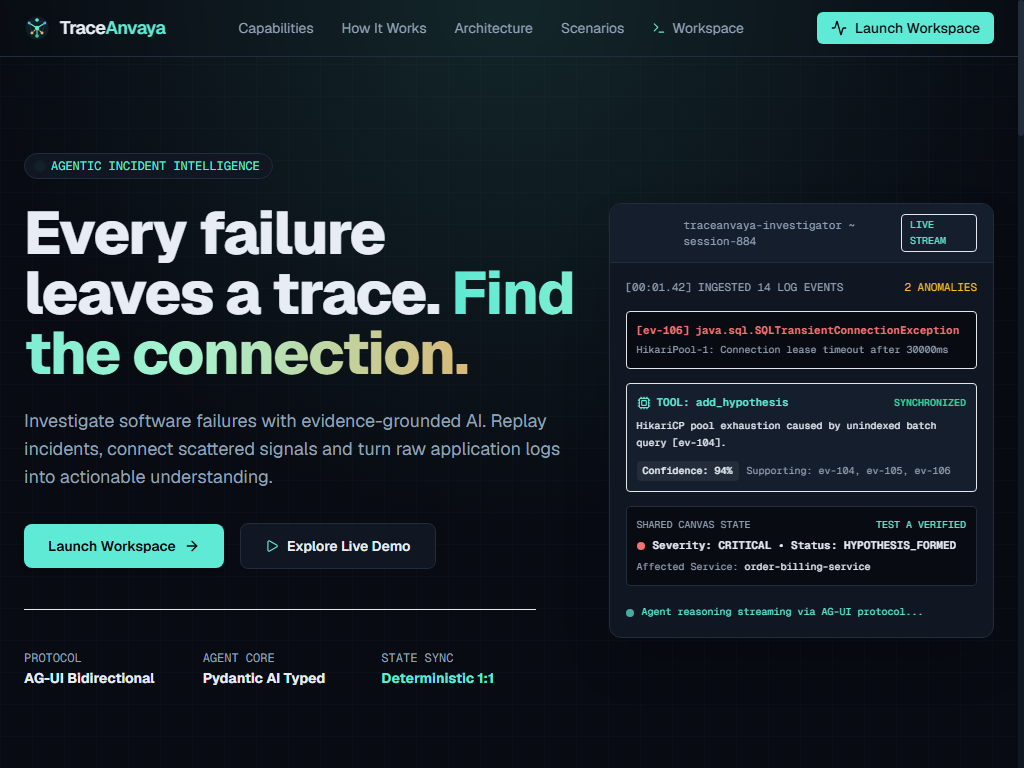 TraceAnvaya
Capabilities
How It Works
Architecture
Scenarios
Workspace
Launch Workspace
AGENTIC INCIDENT INTELLIGENCE
Every failure
leaves a trace. Find
the connection.
Investigate software failures with evidence-grounded AI. Replay
incidents, connect scattered signals and turn raw application logs
into actionable understanding.
Launch Workspace
Explore Live Demo
PROTOCOL
AG-UI Bidirectional
AGENT CORE
Pydantic AI Typed
STATE SYNC
Deterministic 1:1
traceanvaya-investigator ~
session-884
LIVE
STREAM
[00:01.42] INGESTED 14 LOG EVENTS
2 ANOMALIES
[ev-106] java.sql.SQLTransientConnectionException
HikariPool-1: Connection lease timeout after 30000ms
TOOL: add_hypothesis
SYNCHRONIZED
HikariCP pool exhaustion caused by unindexed batch
query [ev-104].
Confidence: 94%
Supporting: ev-104, ev-105, ev-106
SHARED CANVAS STATE
TEST A VERIFIED
Severity: CRITICAL • Status: HYPOTHESIS_FORMED
Affected Service: order-billing-service
Agent reasoning streaming via AG-UI protocol...